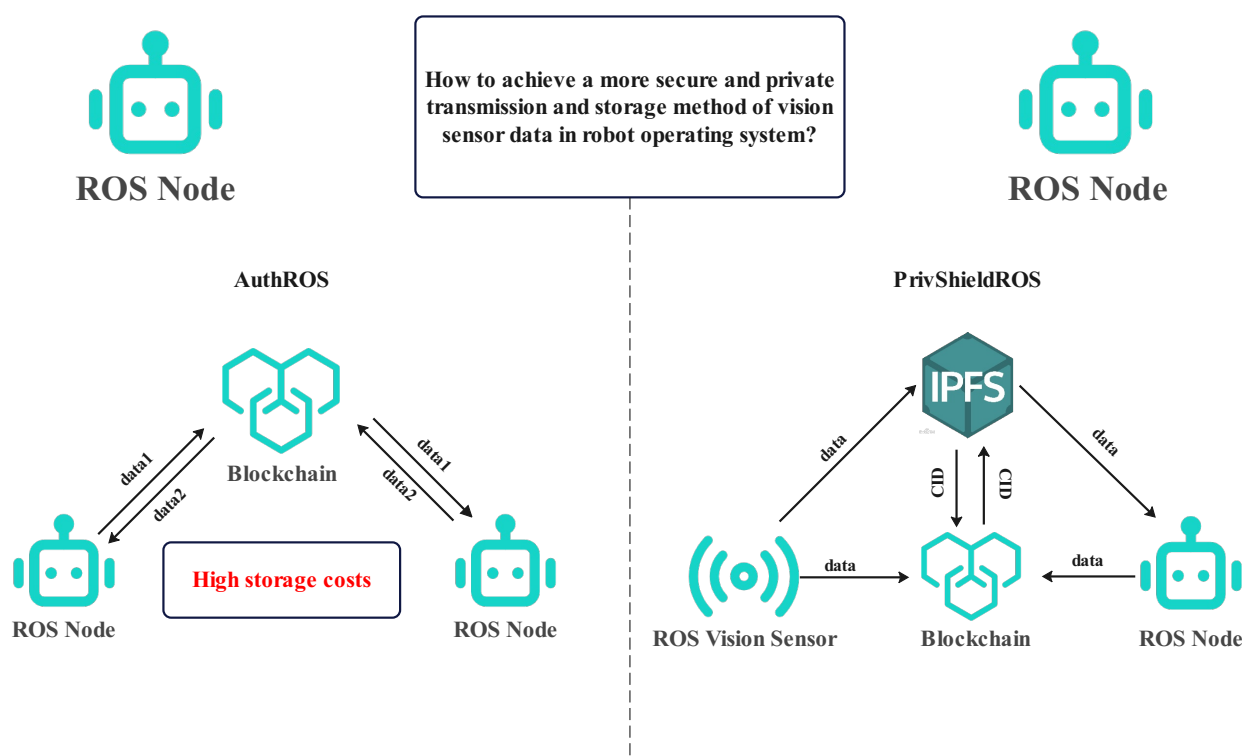 How to achieve a more secure and private
transmission and storage method of vision
sensor data in robot operating system?
ROS Node
ROS Node
AuthROS
PrivShieldROS
data1
data2
Blockchain
data1
data2
High storage costs
ROS Node
ROS Node
IPFS
data
data
CID
CID
data
data
ROS Vision Sensor
Blockchain
ROS Node